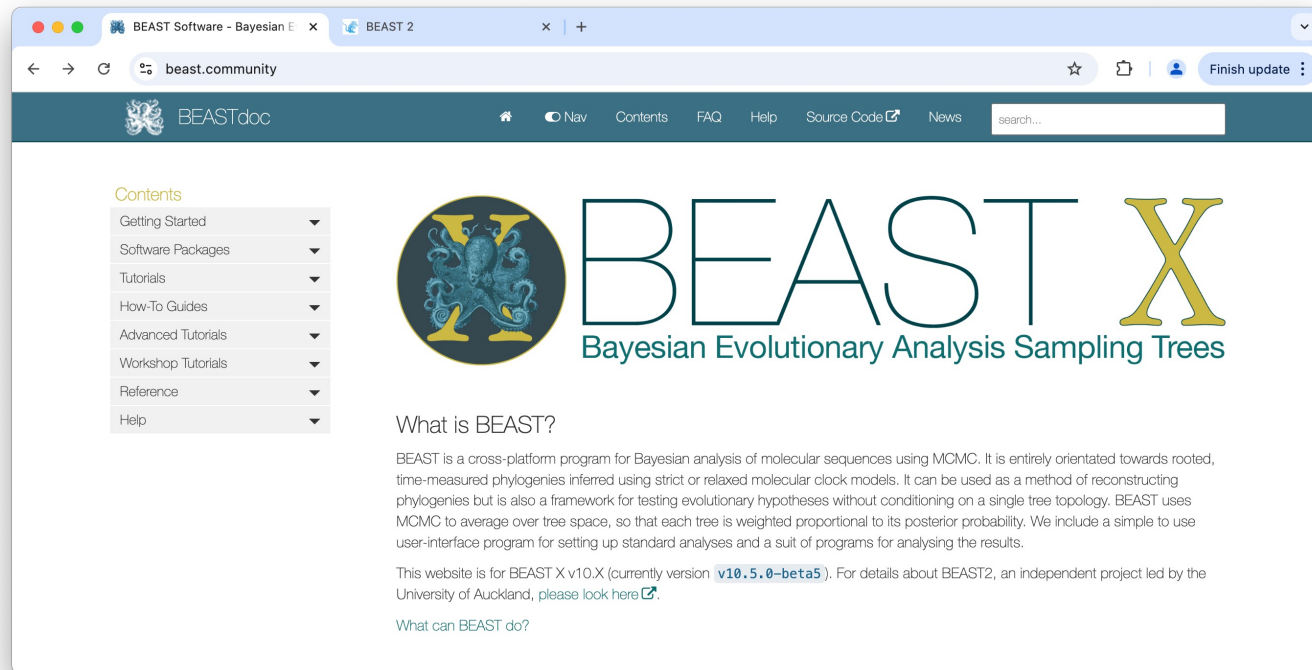 BEAST Software - Bayesian E
BEAST 2
beast.community
Finish update
BEASTdoc
Nav
Contents
FAQ
Help
Source Code
News
search...
Contents
Getting Started
Software Packages
Tutorials
How-To Guides
Advanced Tutorials
Workshop Tutorials
Reference
Help
X
BEAST X
Bayesian Evolutionary Analysis Sampling Trees
What is BEAST?
BEAST is a cross-platform program for Bayesian analysis of molecular sequences using MCMC. It is entirely orientated towards rooted,
time-measured phylogenies inferred using strict or relaxed molecular clock models. It can be used as a method of reconstructing
phylogenies but is also a framework for testing evolutionary hypotheses without conditioning on a single tree topology. BEAST uses
MCMC to average over tree space, so that each tree is weighted proportional to its posterior probability. We include a simple to use
user-interface program for setting up standard analyses and a suit of programs for analysing the results.
This website is for BEAST X v10.X (currently version v10.5.0-beta5). For details about BEAST2, an independent project led by the
University of Auckland, please look here.
What can BEAST do?